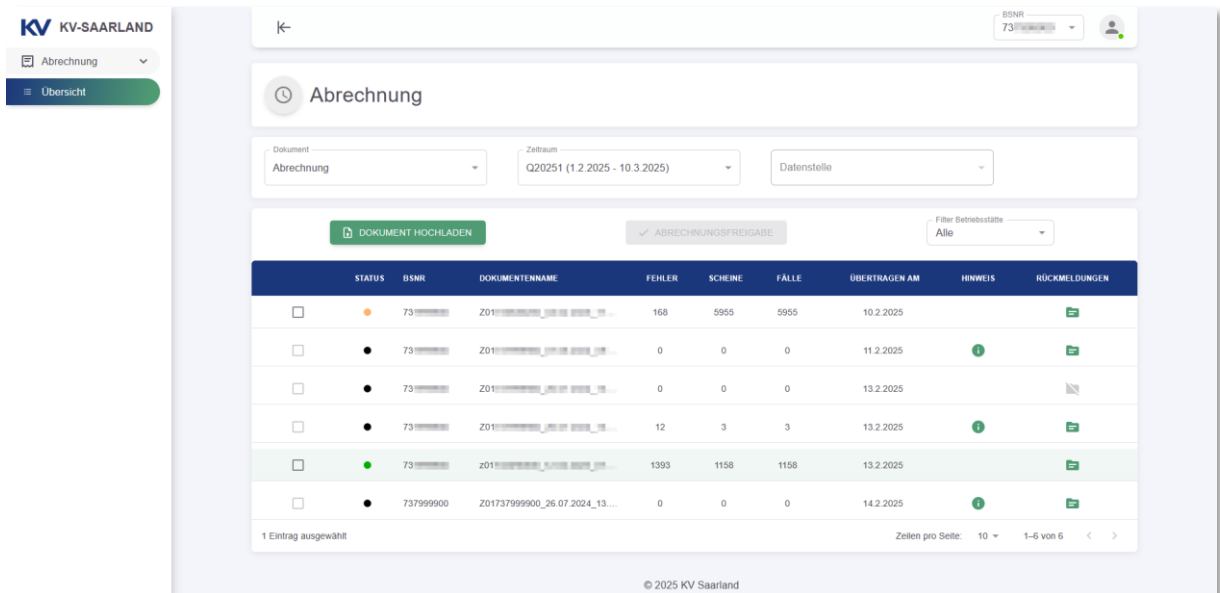 KV KV-SAARLAND
Abrechnung
Übersicht
BSNR
73
Abrechnung
Dokument
Abrechnung
Zeitraum
Q20251 (1.2.2025 - 10.3.2025)
Datenstelle
DOKUMENT HOCHLADEN
ABRECHNUNGSFREIGABE
Filter Betriebsstätte
Alle
STATUS BSNR DOKUMENTENNAME FEHLER SCHEINE FÄLLE ÜBERTRAGEN AM HINWEIS RÜCKMELDUNGEN
73 Z01 ... 168 5955 5955 10.2.2025
73 Z01 ... 0 0 0 11.2.2025
73 Z01 ... 0 0 0 13.2.2025
73 Z01 ... 12 3 3 13.2.2025
73 z01 ... 1393 1158 1158 13.2.2025
737999900 Z01737999900_26.07.2024_13.... 0 0 0 14.2.2025
1 Eintrag ausgewählt
Zeilen pro Seite: 10 1–6 von 6
© 2025 KV Saarland